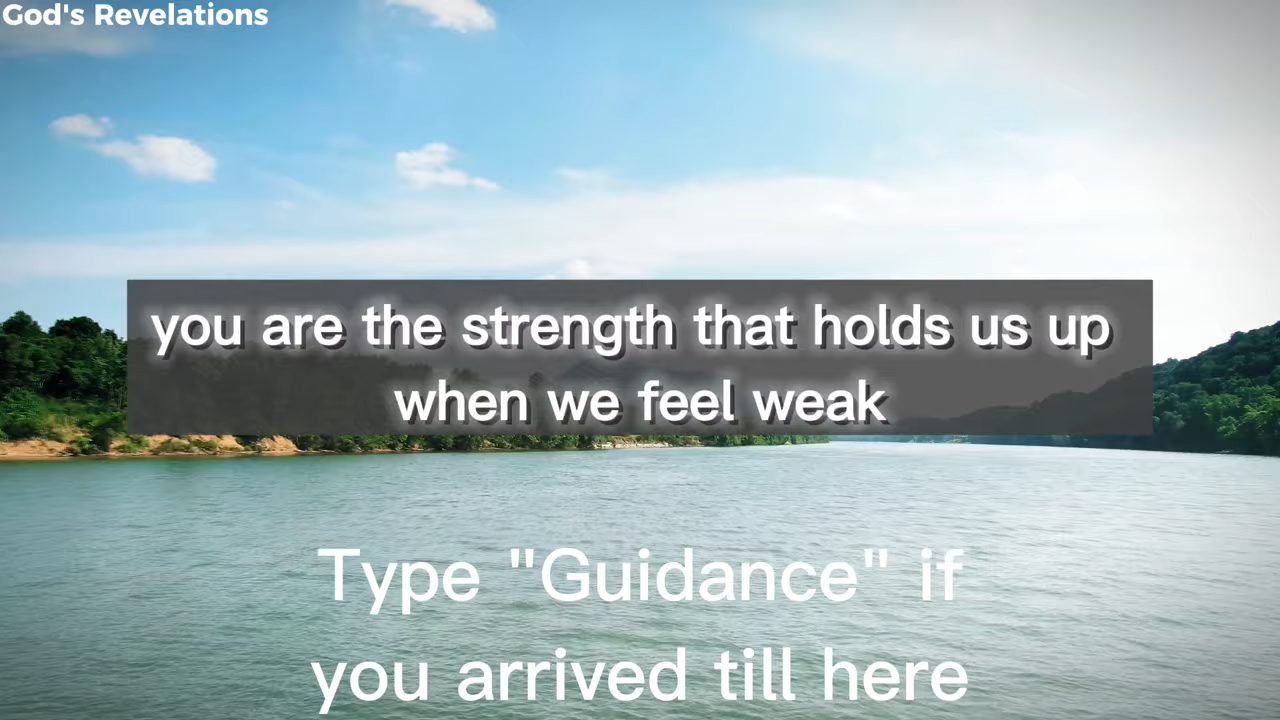 God's Revelations
you are the strength that holds us up
when we feel weak
Type "Guidance" if
you arrived till here